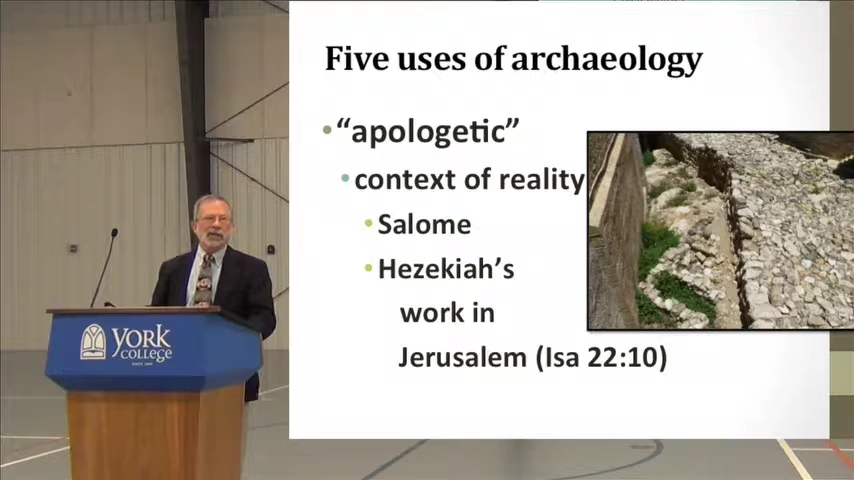 Five uses of archaeology
• “apologetic”
• context of reality
• Salome
• Hezekiah’s
work in
Jerusalem (Isa 22:10)
York
COLLEGE